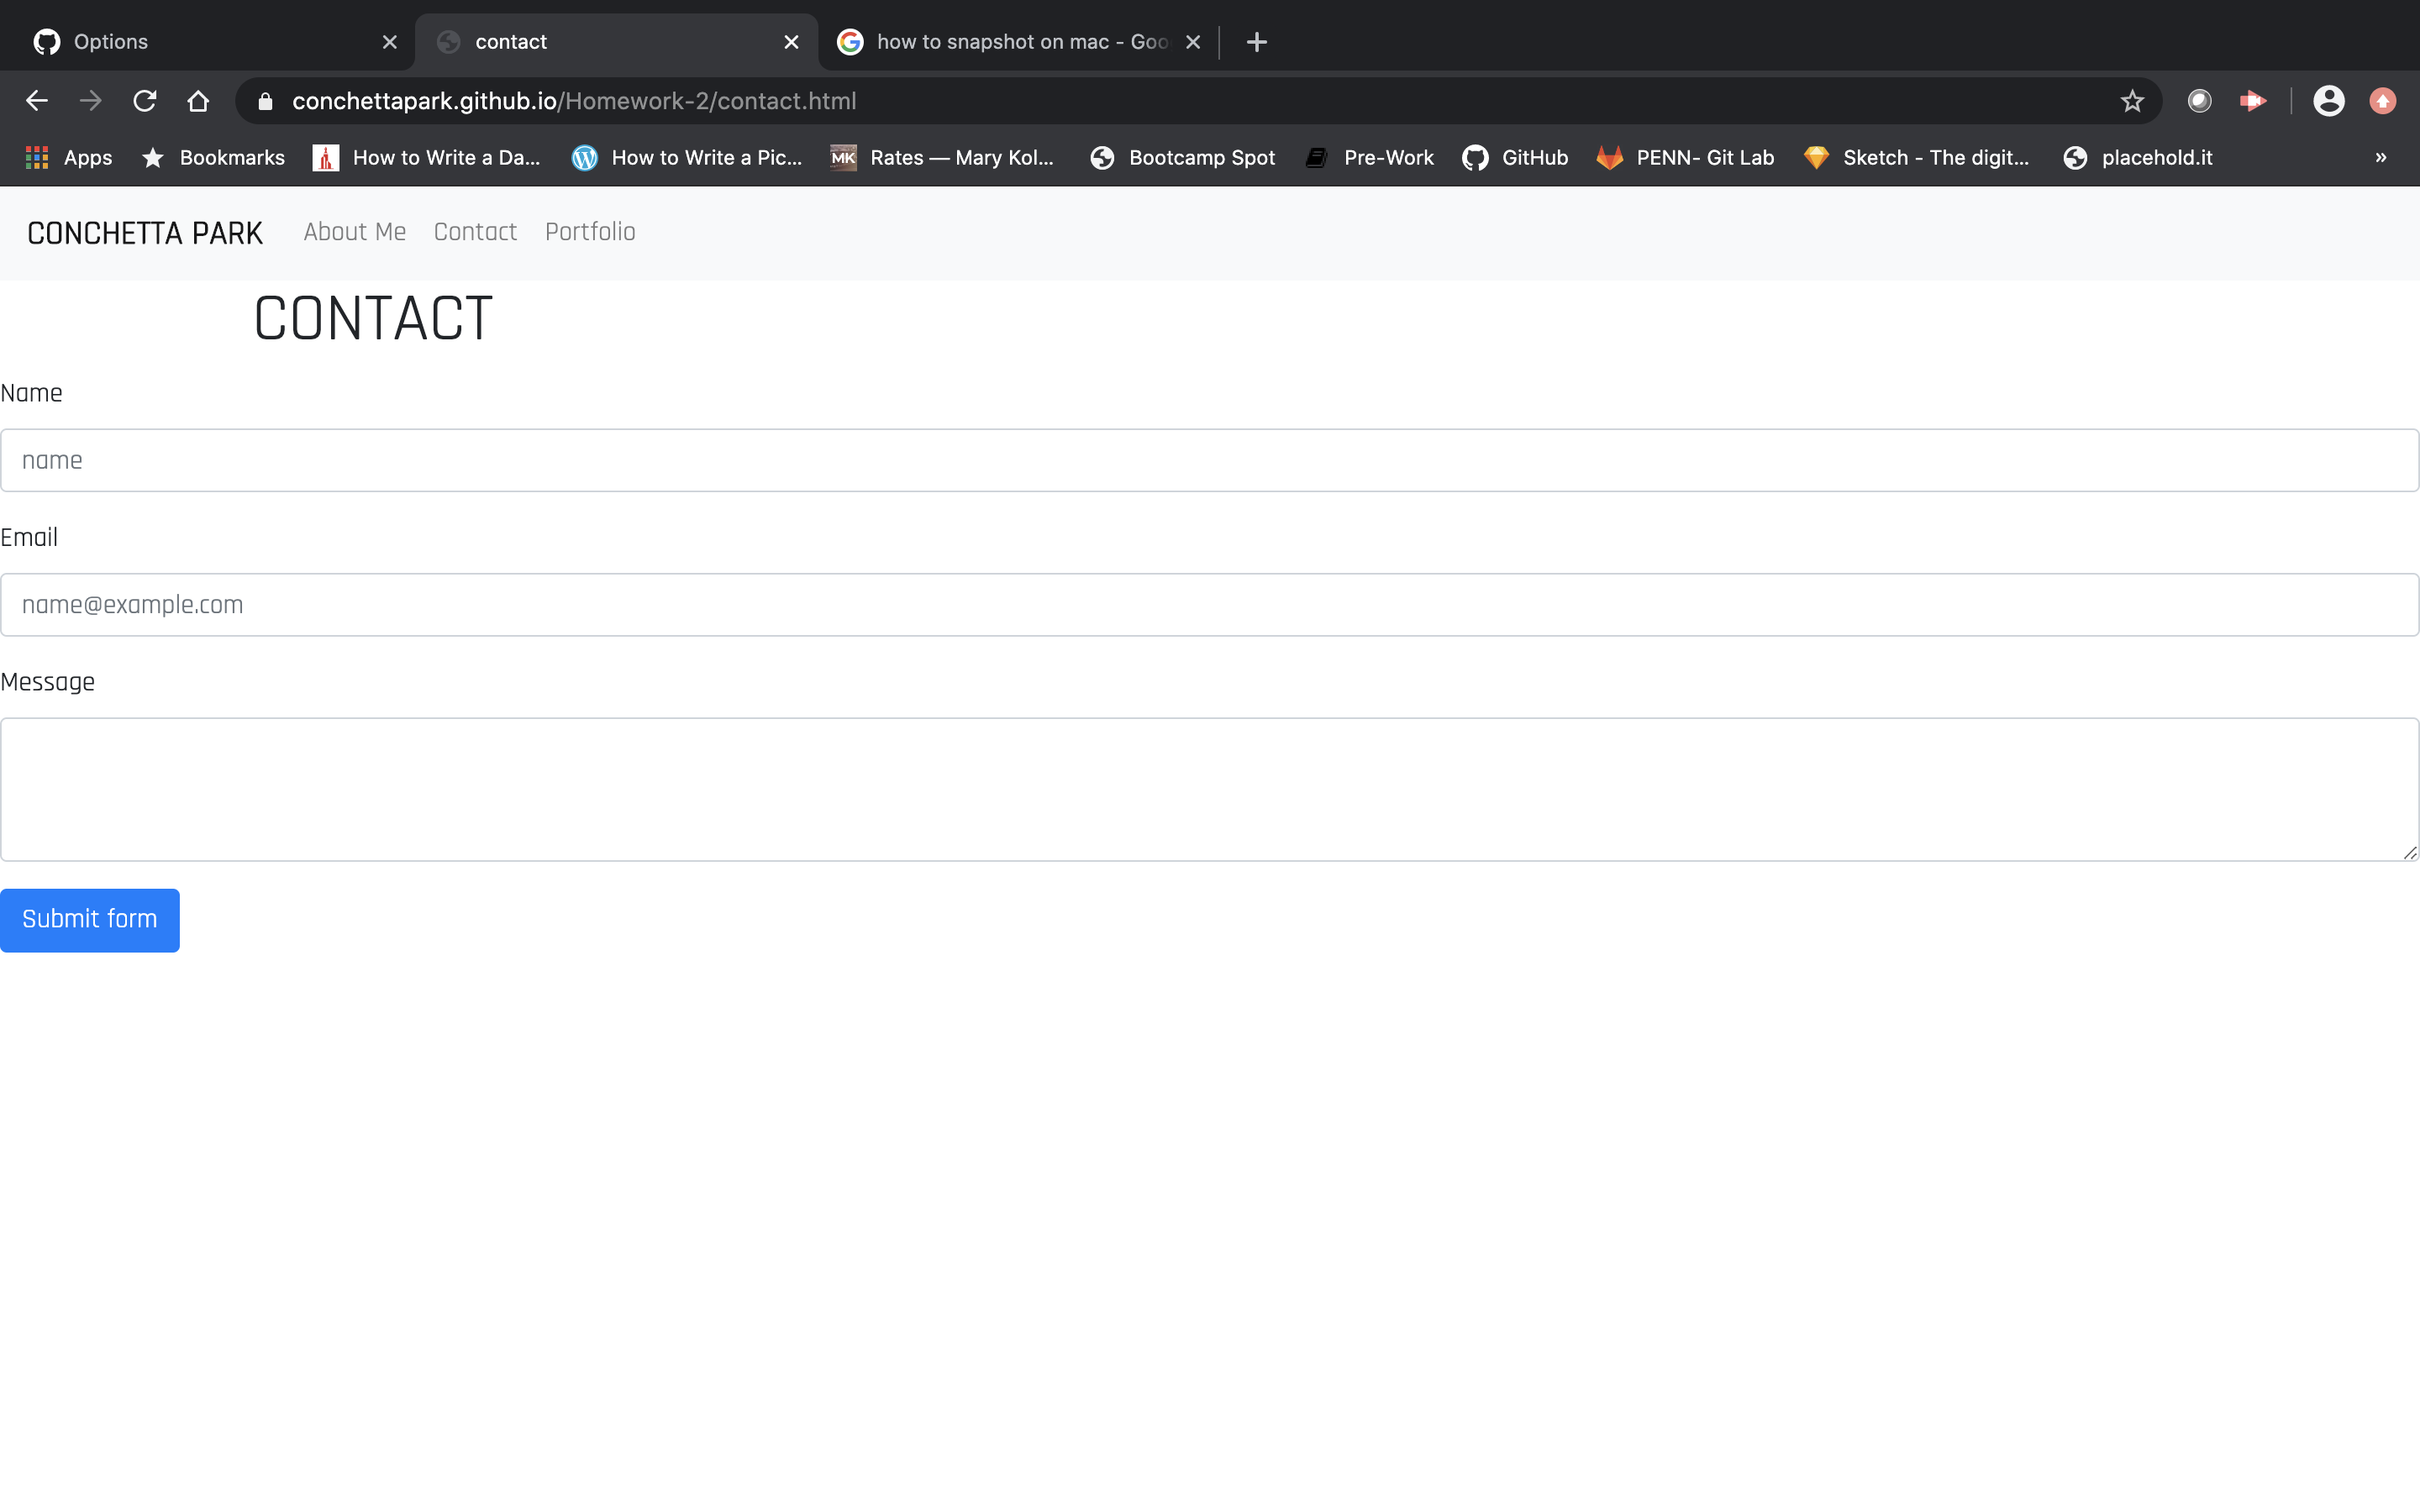 Options contact how to snapshot on mac - Goo
conchettapark.github.io/Homework-2/contact.html
Apps Bookmarks How to Write a Da... How to Write a Pic... MK Rates — Mary Kol... Bootcamp Spot Pre-Work GitHub PENN- Git Lab Sketch - The digit... placehold.it »
CONCHETTA PARK About Me Contact Portfolio
CONTACT
Name
name
Email
name@example.com
Message
Submit form